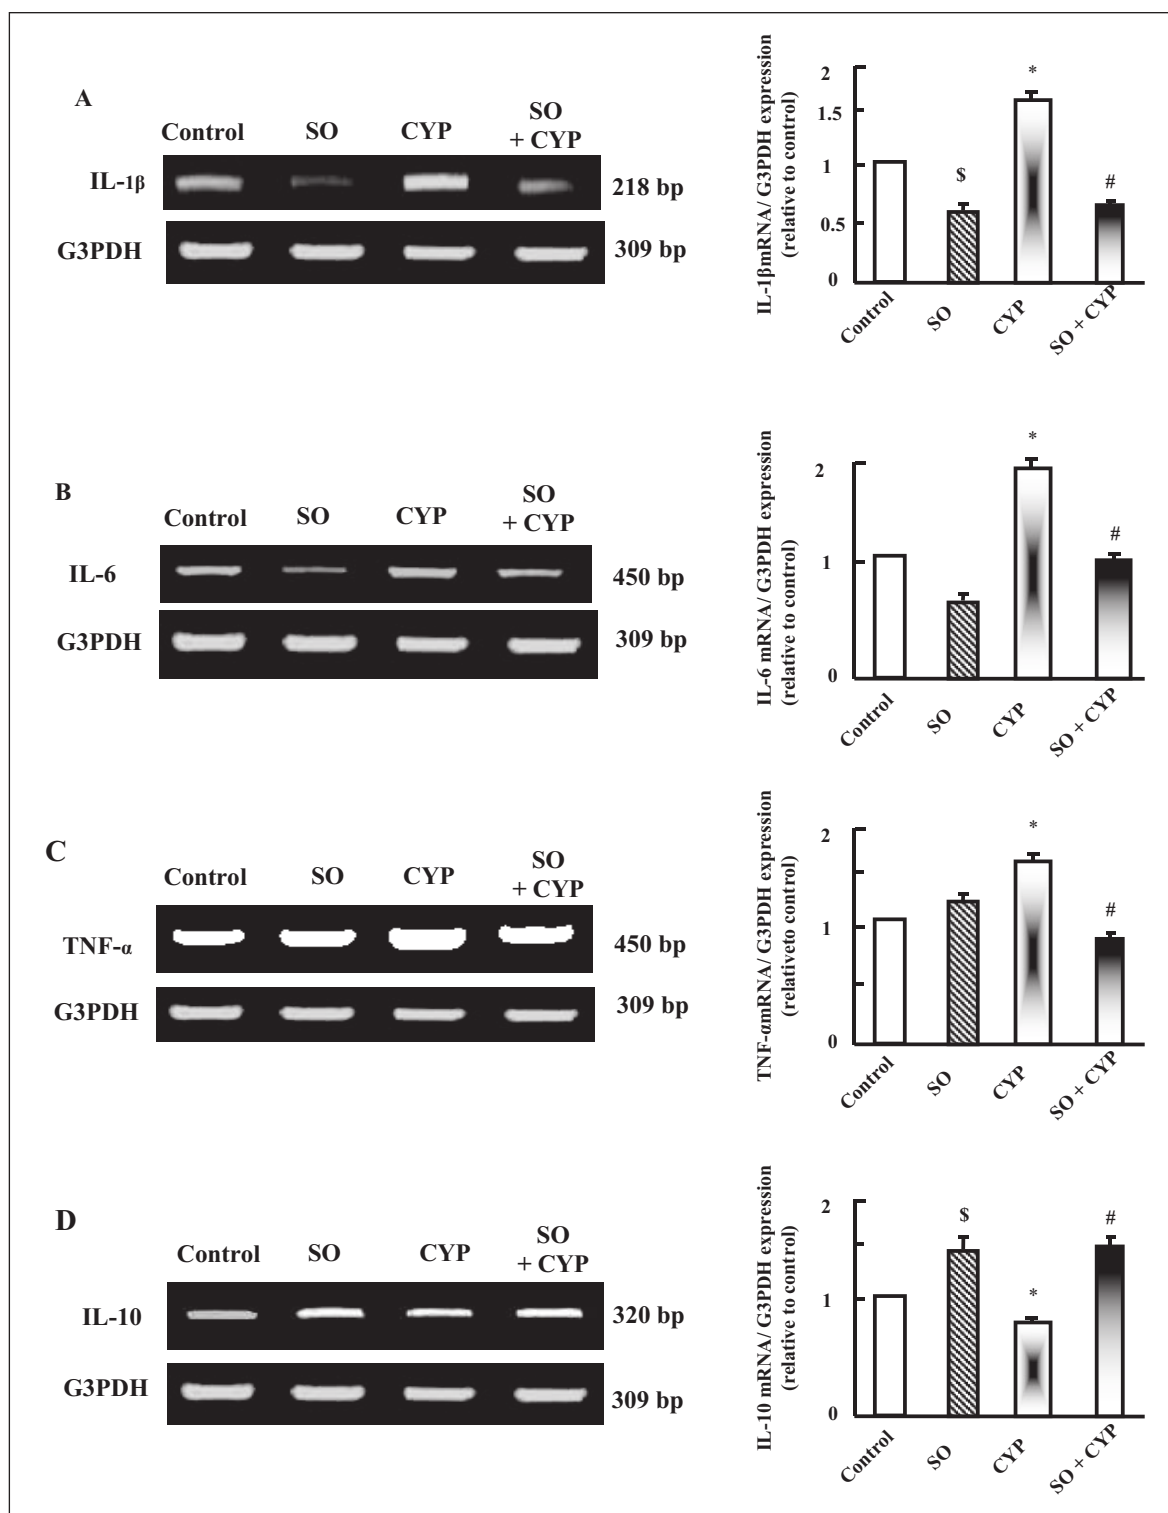 A
Control SO CYP SO + CYP
IL-1β 218 bp
G3PDH 309 bp
IL-1βmRNA/ G3PDH expression
(relative to control)
2
1.5
1
0.5
0
$ * #
Control SO CYP SO + CYP
B
Control SO CYP SO + CYP
IL-6 450 bp
G3PDH 309 bp
IL-6 mRNA/ G3PDH expression
(relative to control)
2
1
0
* #
Control SO CYP SO + CYP
C
Control SO CYP SO + CYP
TNF-α 450 bp
G3PDH 309 bp
TNF-αmRNA/ G3PDH expression
(relativeto control)
2
1
0
* #
Control SO CYP SO + CYP
D
Control SO CYP SO + CYP
IL-10 320 bp
G3PDH 309 bp
IL-10 mRNA/ G3PDH expression
(relative to control)
2
1
0
$ * #
Control SO CYP SO + CYP